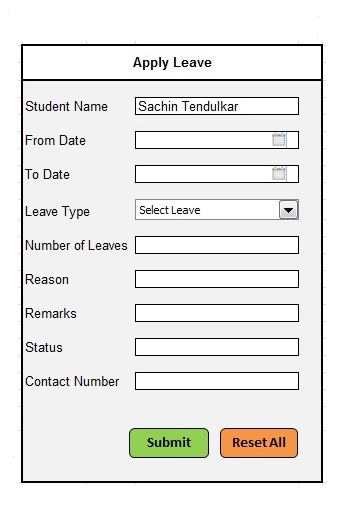 Apply Leave
Student Name Sachin Tendulkar
From Date
To Date
Leave Type Select Leave
Number of Leaves
Reason
Remarks
Status
Contact Number
Submit Reset All